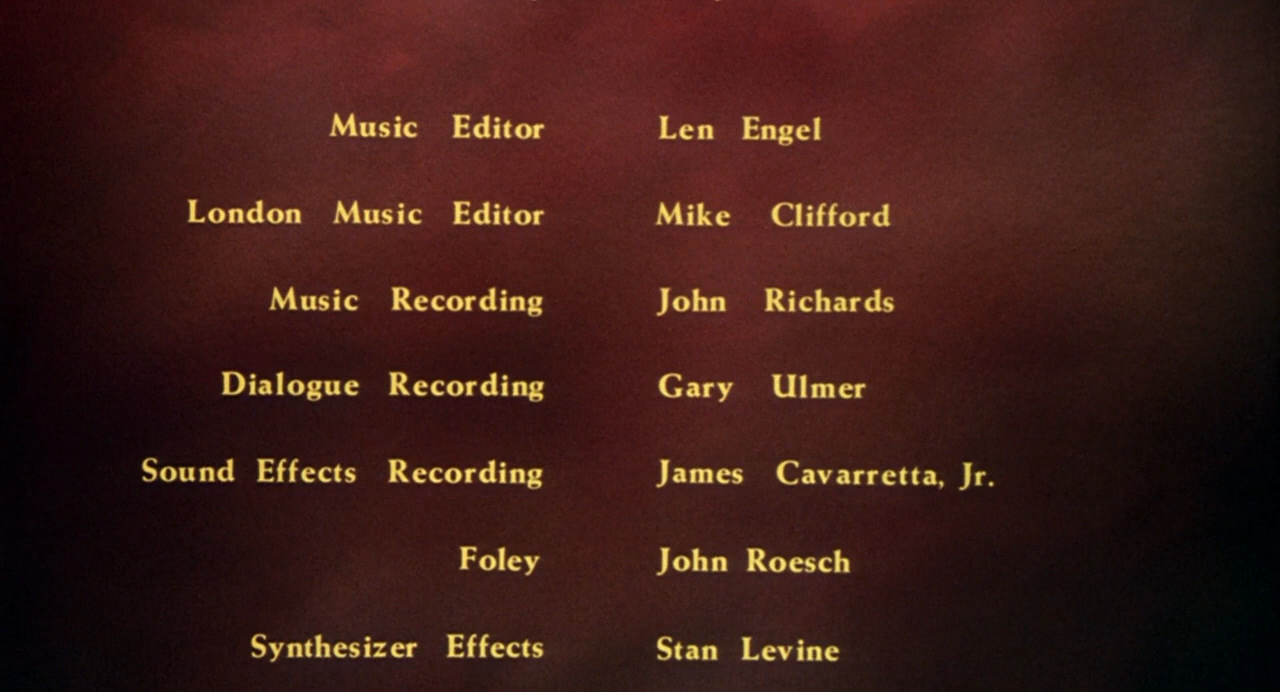 Music Editor Len Engel
London Music Editor Mike Clifford
Music Recording John Richards
Dialogue Recording Gary Ulmer
Sound Effects Recording James Cavarretta, Jr.
Foley John Roesch
Synthesizer Effects Stan Levine